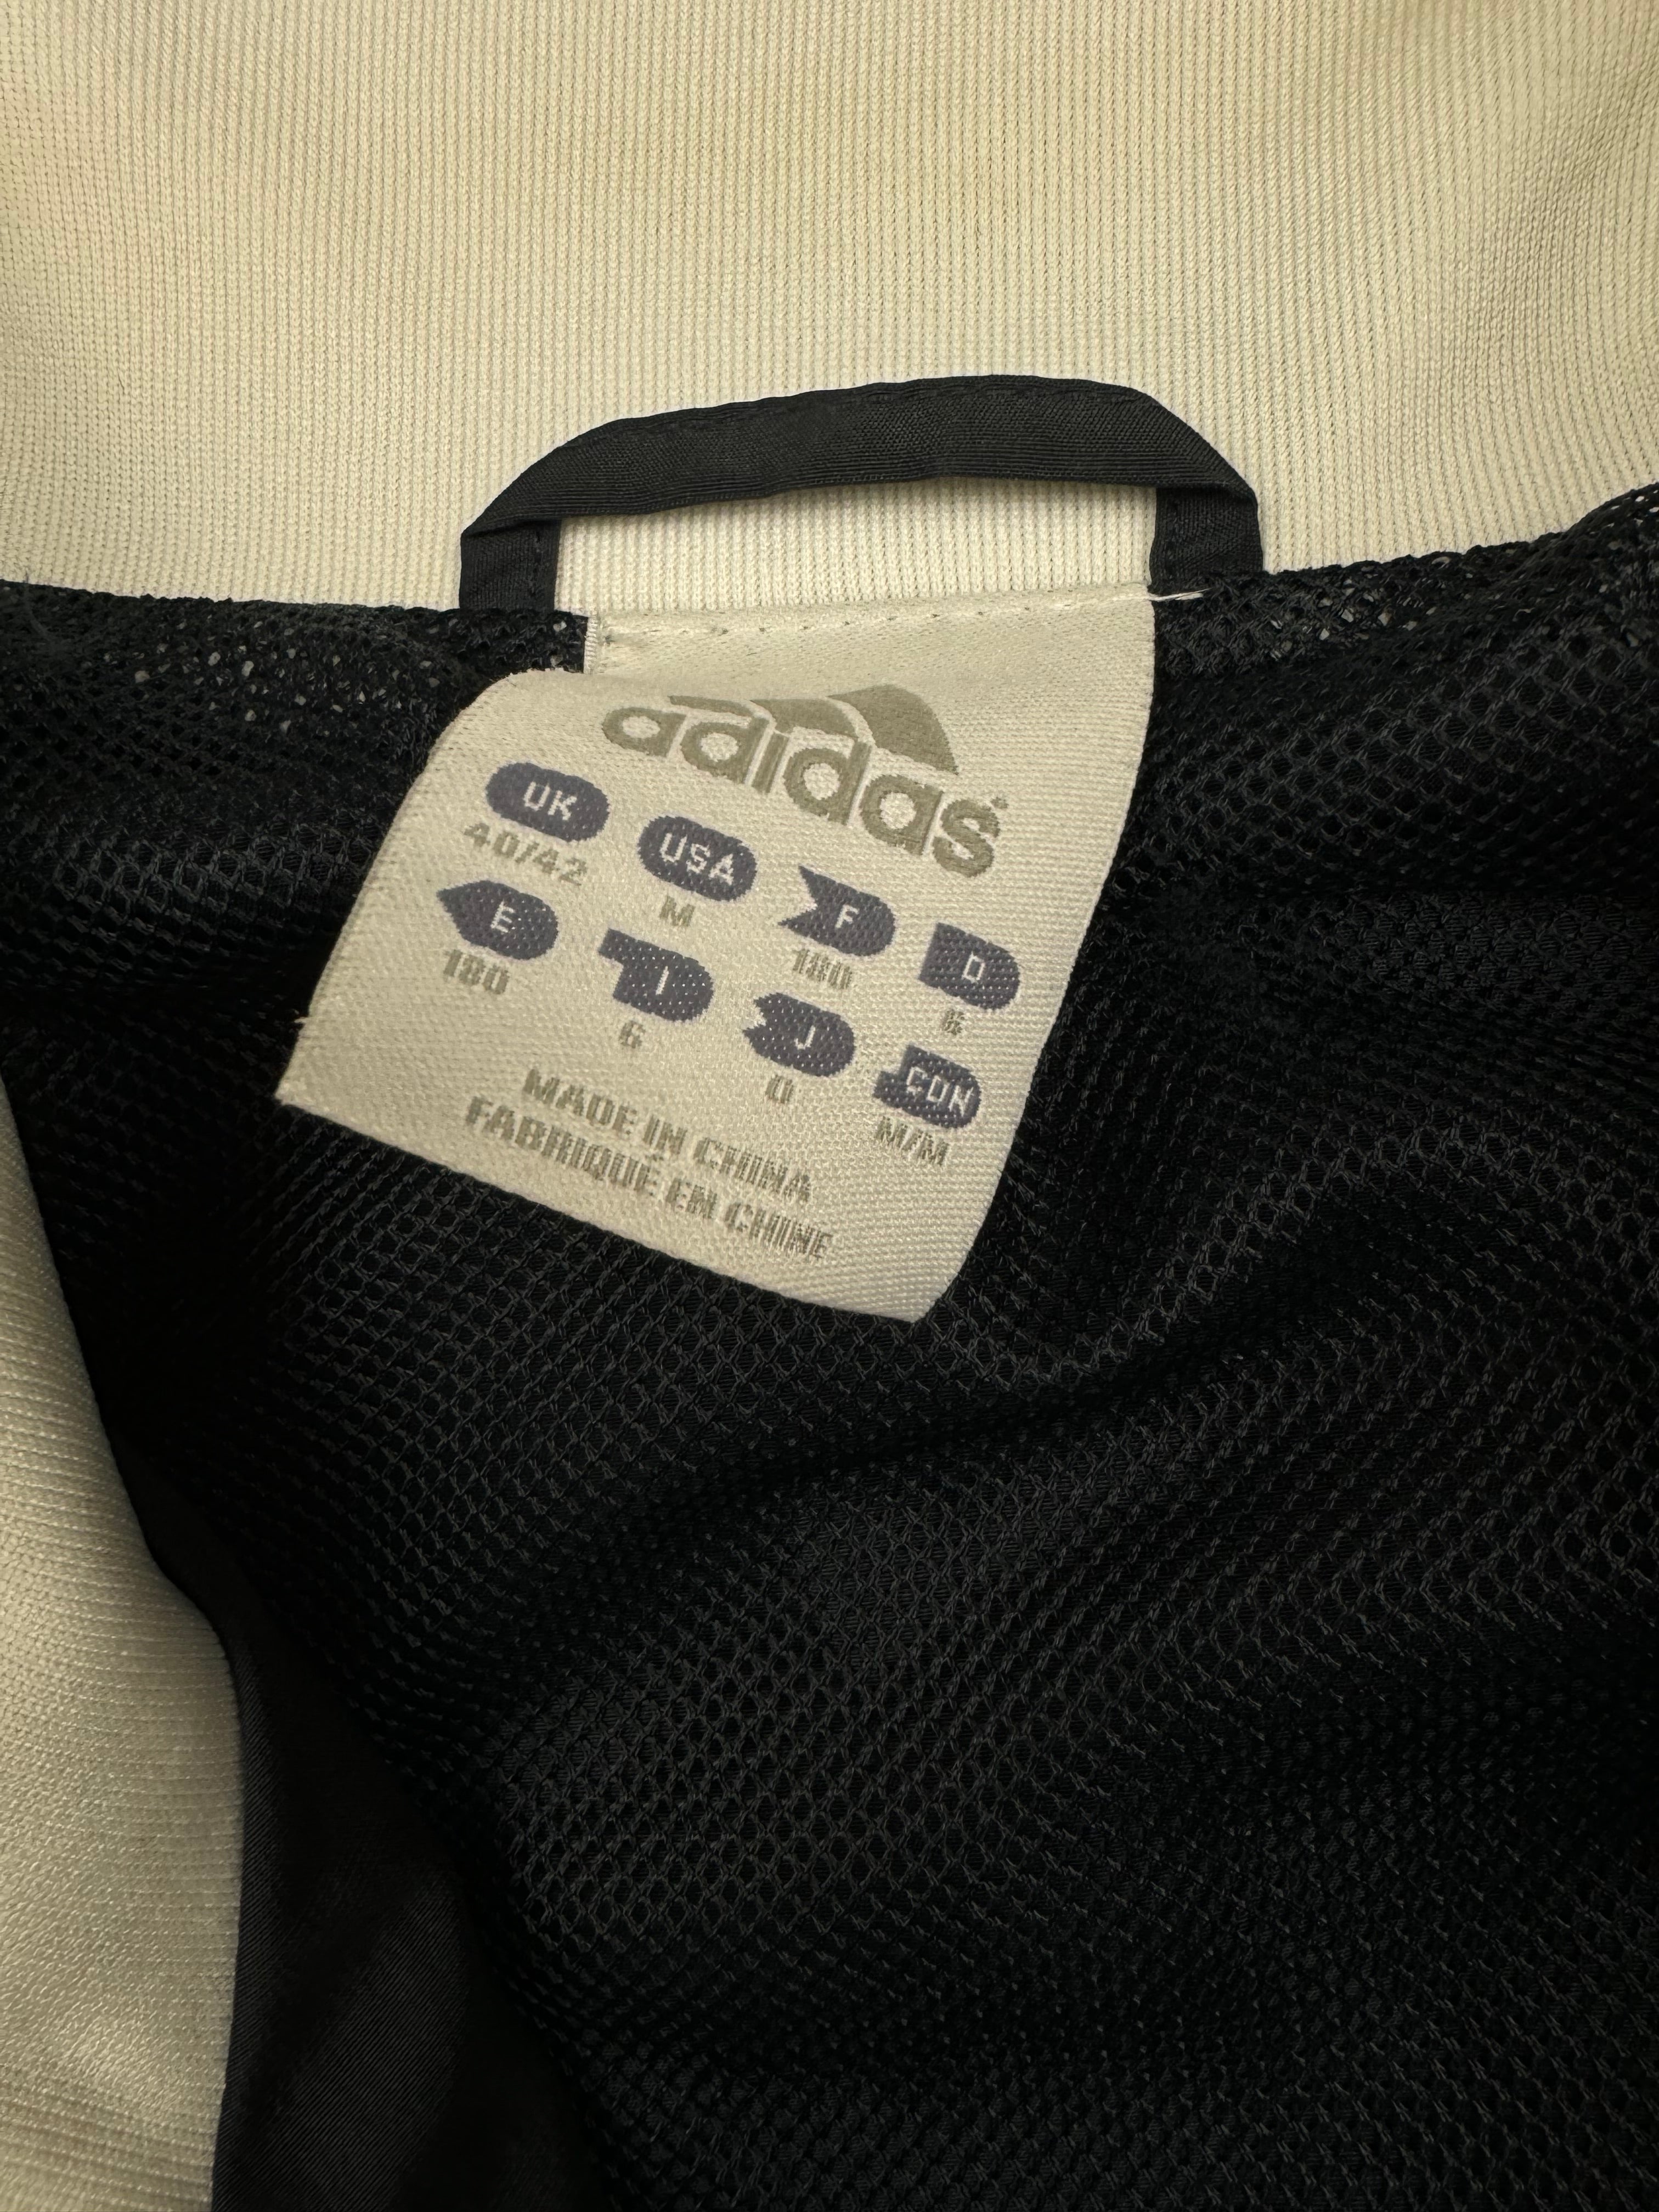 adidas
UK USA F D
40/42 M 180 6
E I J CDN
180 6 O M/M
MADE IN CHINA
FABRIQUÉ EN CHINE